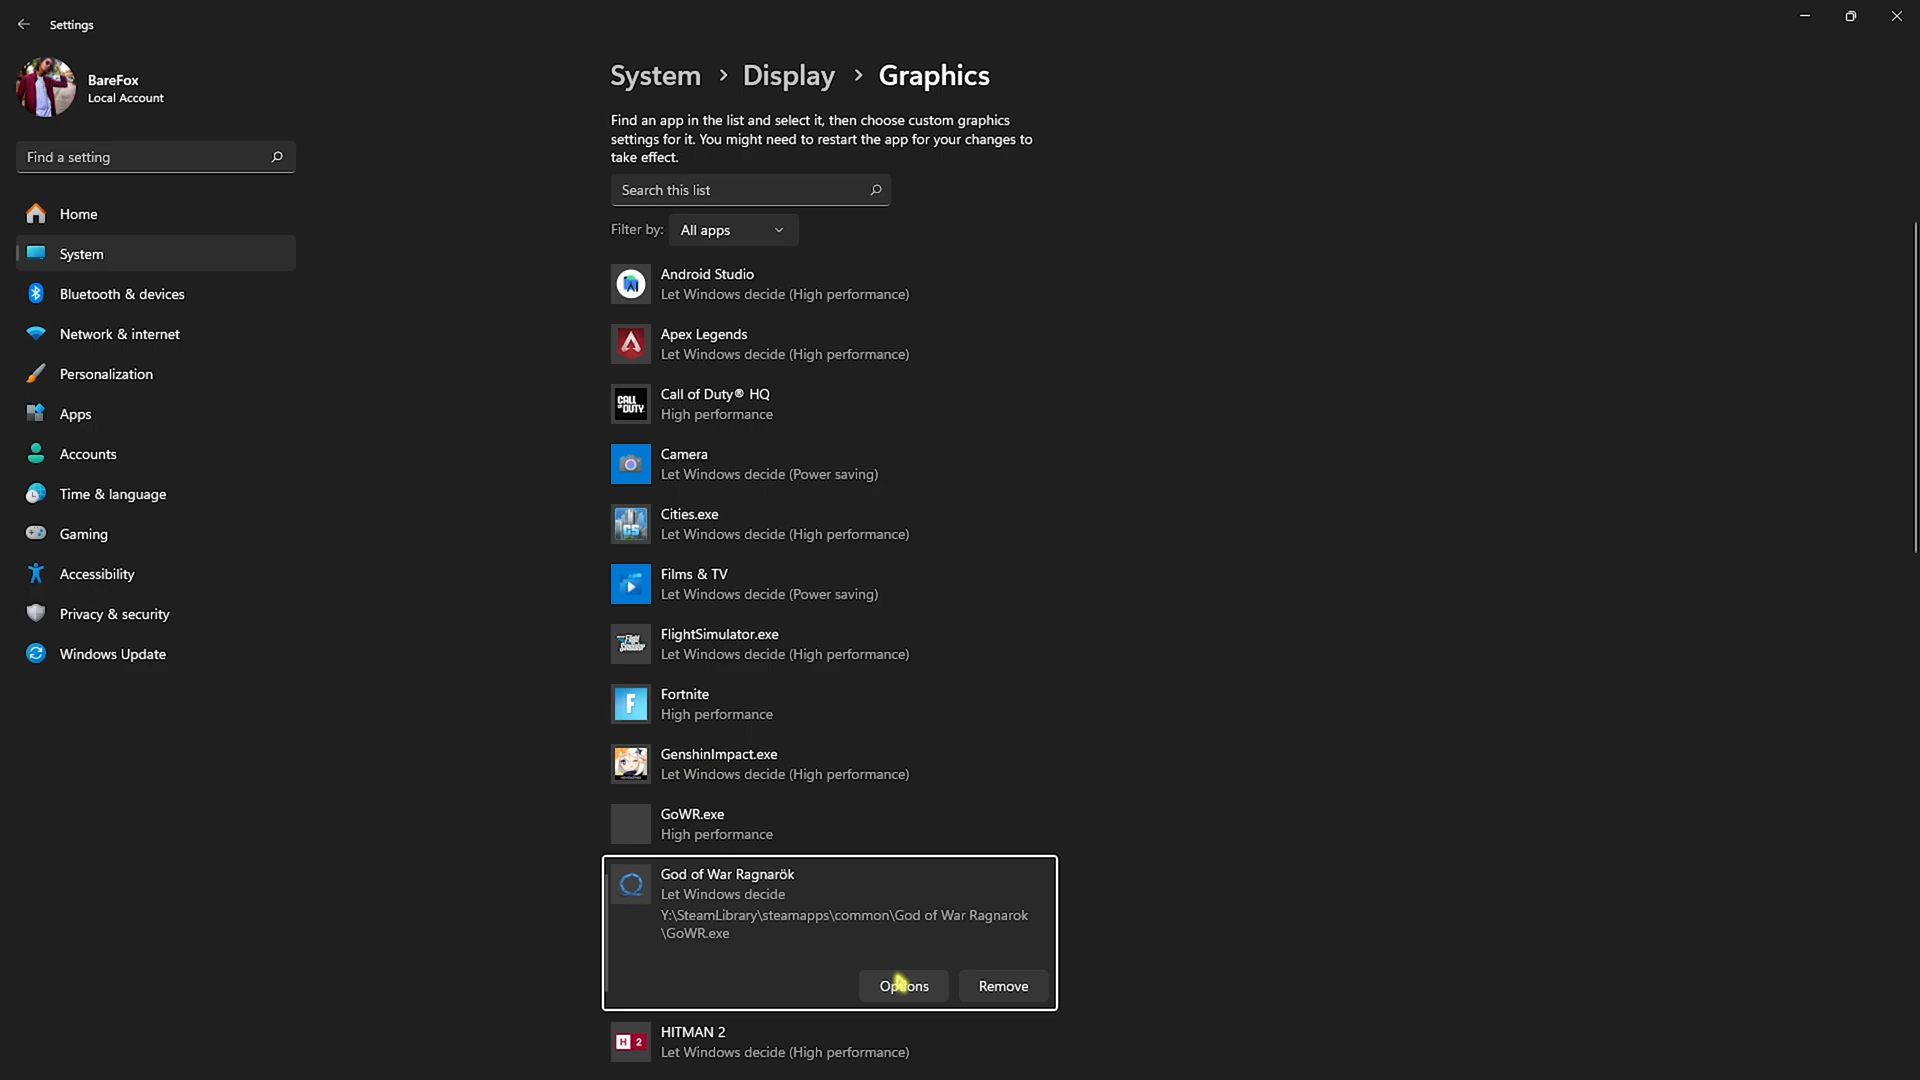 Settings
BareFox
Local Account
Find a setting
Home
System
Bluetooth & devices
Network & internet
Personalization
Apps
Accounts
Time & language
Gaming
Accessibility
Privacy & security
Windows Update
System > Display > Graphics
Find an app in the list and select it, then choose custom graphics
settings for it. You might need to restart the app for your changes to
take effect.
Search this list
Filter by: All apps
Android Studio
Let Windows decide (High performance)
Apex Legends
Let Windows decide (High performance)
CALL OF DUTY
Call of Duty® HQ
High performance
Camera
Let Windows decide (Power saving)
CS
Cities.exe
Let Windows decide (High performance)
Films & TV
Let Windows decide (Power saving)
Flight Simulator
FlightSimulator.exe
Let Windows decide (High performance)
F
Fortnite
High performance
GenshinImpact.exe
Let Windows decide (High performance)
GoWR.exe
High performance
God of War Ragnarök
Let Windows decide
Y:\SteamLibrary\steamapps\common\God of War Ragnarok
\GoWR.exe
Options Remove
H 2
HITMAN 2
Let Windows decide (High performance)